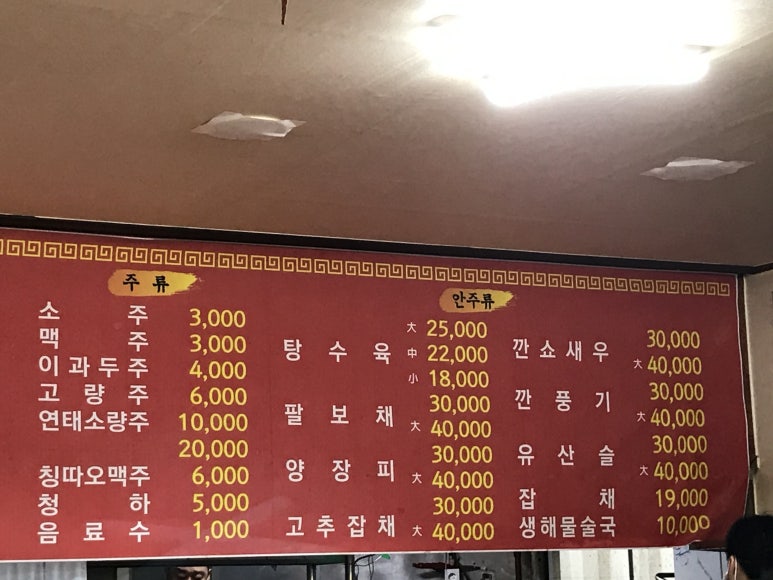 주 류
소 주 3,000
맥 주 3,000
이과두주 4,000
고 량 주 6,000
연태소량주 10,000
20,000
칭따오맥주 6,000
청 하 5,000
음 료 수 1,000
안주류
大 25,000
탕 수 육 中 22,000
小 18,000
팔 보 채 30,000
大 40,000
양 장 피 30,000
大 40,000
고추잡채 30,000
大 40,000
깐쇼새우 30,000
大 40,000
깐 풍 기 30,000
大 40,000
유 산 슬 30,000
大 40,000
잡 채 19,000
생해물술국 10,000